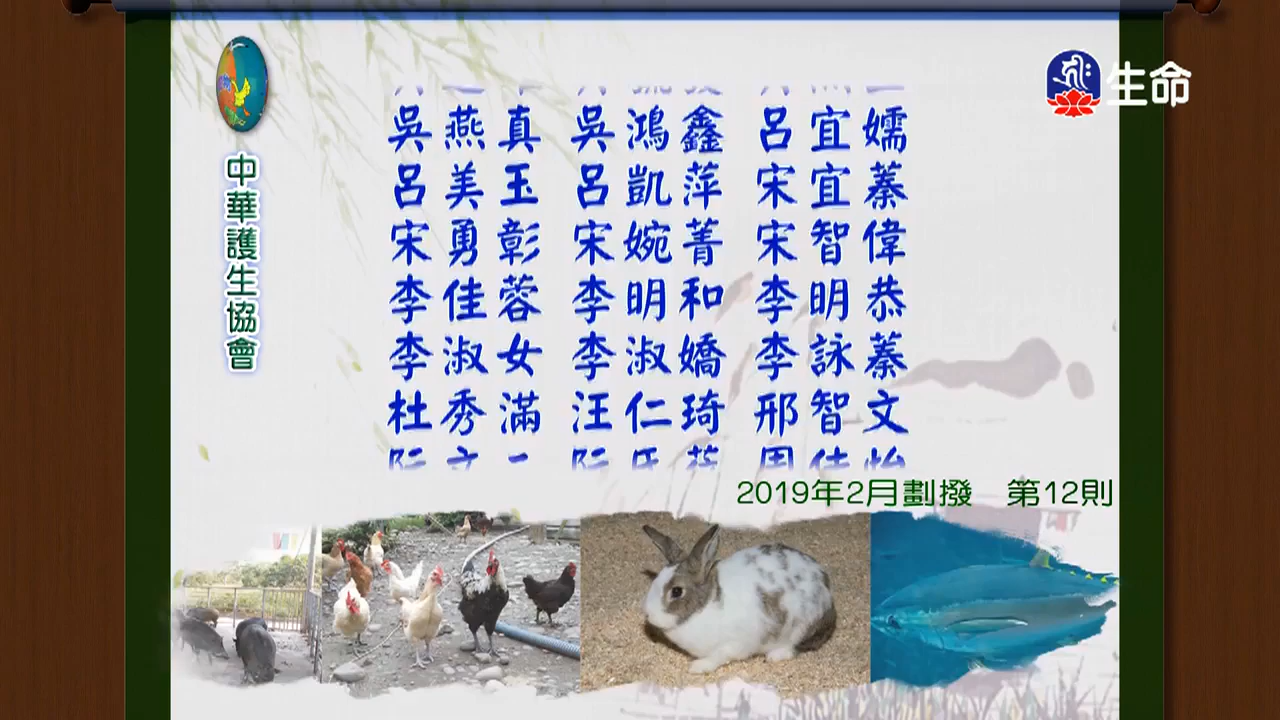 生命
中華護生協會
吳燕真 吳鴻鑫 呂宜嬬
呂美玉 呂凱萍 宋宜蓁
宋勇彰 宋婉菁 宋智偉
李佳蓉 李明和 李明恭
李淑女 李淑嬌 李詠蓁
杜秀滿 汪仁琦 邢智文
2019年2月劃撥 第12則